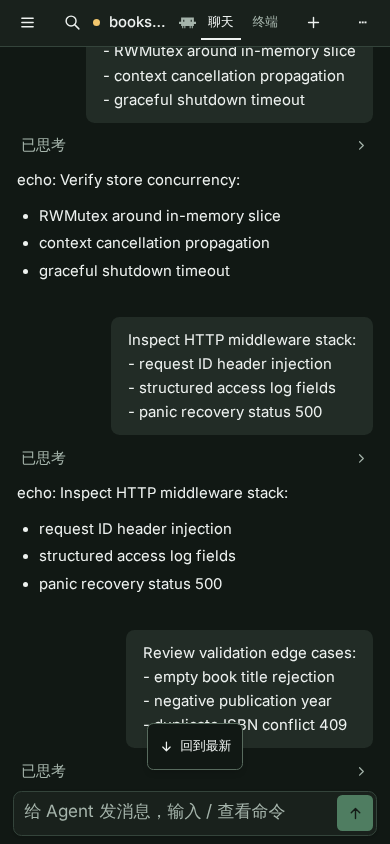 books... 聊天 终端
- RWMutex around in-memory slice
- context cancellation propagation
- graceful shutdown timeout
已思考
echo: Verify store concurrency:
• RWMutex around in-memory slice
• context cancellation propagation
• graceful shutdown timeout
Inspect HTTP middleware stack:
- request ID header injection
- structured access log fields
- panic recovery status 500
已思考
echo: Inspect HTTP middleware stack:
• request ID header injection
• structured access log fields
• panic recovery status 500
Review validation edge cases:
- empty book title rejection
- negative publication year
- duplicate ISBN conflict 409
回到最新
已思考
给 Agent 发消息，输入 / 查看命令